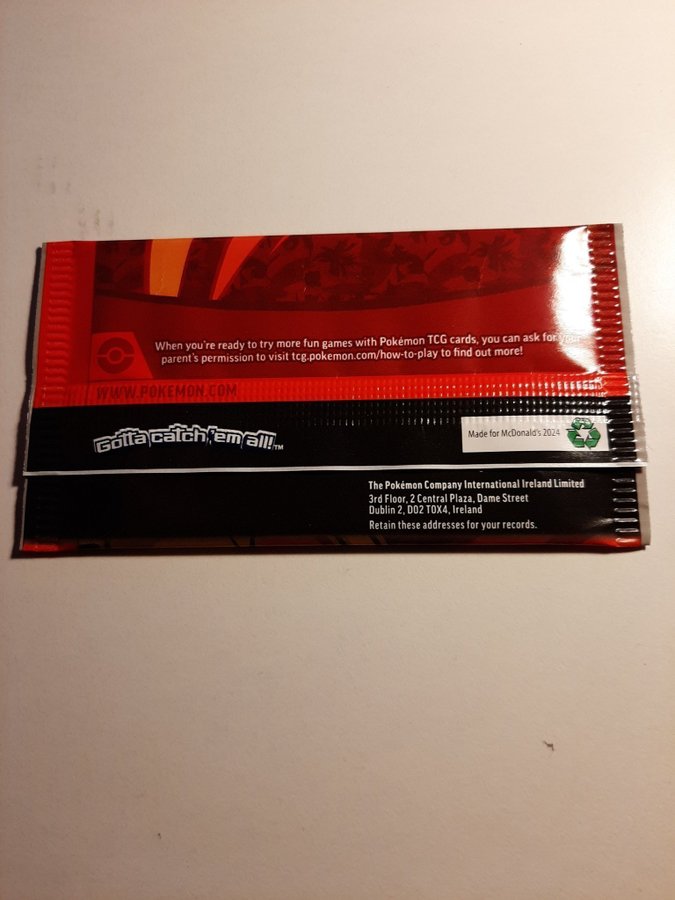 When you're ready to try more fun games with Pokémon TCG cards, you can ask for your
parent's permission to visit tcg.pokemon.com/how-to-play to find out more!
WWW.POKEMON.COM
Gotta catch 'em all!™
Made for McDonald's 2024
The Pokémon Company International Ireland Limited
3rd Floor, 2 Central Plaza, Dame Street
Dublin 2, D02 TOX4, Ireland
Retain these addresses for your records.